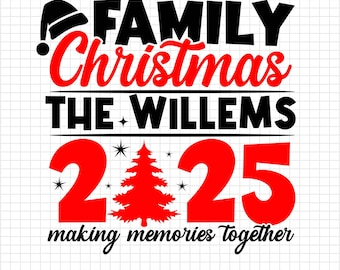 FAMILY
Christmas
THE WILLEMS
2025
making memories together